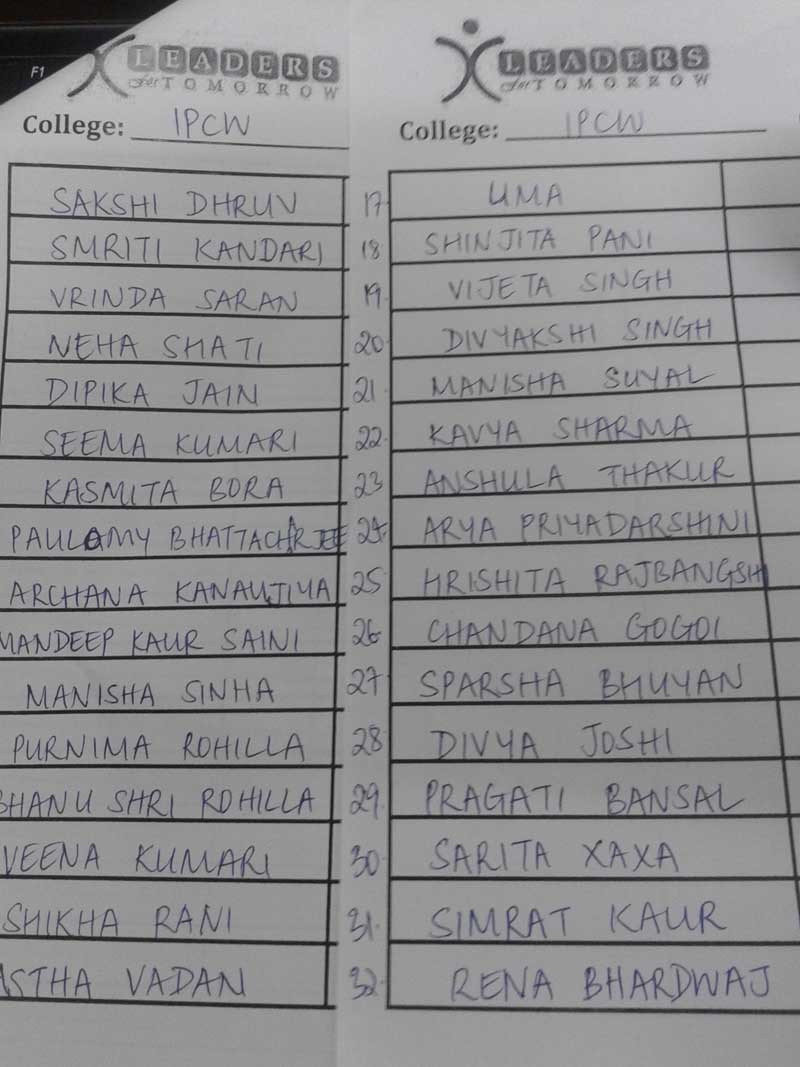 F1
LEADERS
for TOMORROW
College: IPCW
SAKSHI DHRUV
SMRITI KANDARI
VRINDA SARAN
NEHA SHATI
DIPIKA JAIN
SEEMA KUMARI
KASMITA BORA
PAULAMY BHATTACHARJEE
ARCHANA KANAUJIYA
MANDEEP KAUR SAINI
MANISHA SINHA
PURNIMA ROHILLA
BHANU SHRI ROHILLA
VEENA KUMARI
SHIKHA RANI
ASTHA VADAN
LEADERS
for TOMORROW
College: IPCW
17 UMA
18 SHINJITA PANI
19. VIJETA SINGH
20. DIVYAKSHI SINGH
21. MANISHA SUYAL
22. KAVYA SHARMA
23 ANSHULA THAKUR
24. ARYA PRIYADARSHINI
25 HRISHITA RAJBANGSHI
26 CHANDANA GOGOI
27. SPARSHA BHUYAN
28 DIVYA JOSHI
29. PRAGATI BANSAL
30. SARITA XAXA
31. SIMRAT KAUR
32. RENA BHARDWAJ